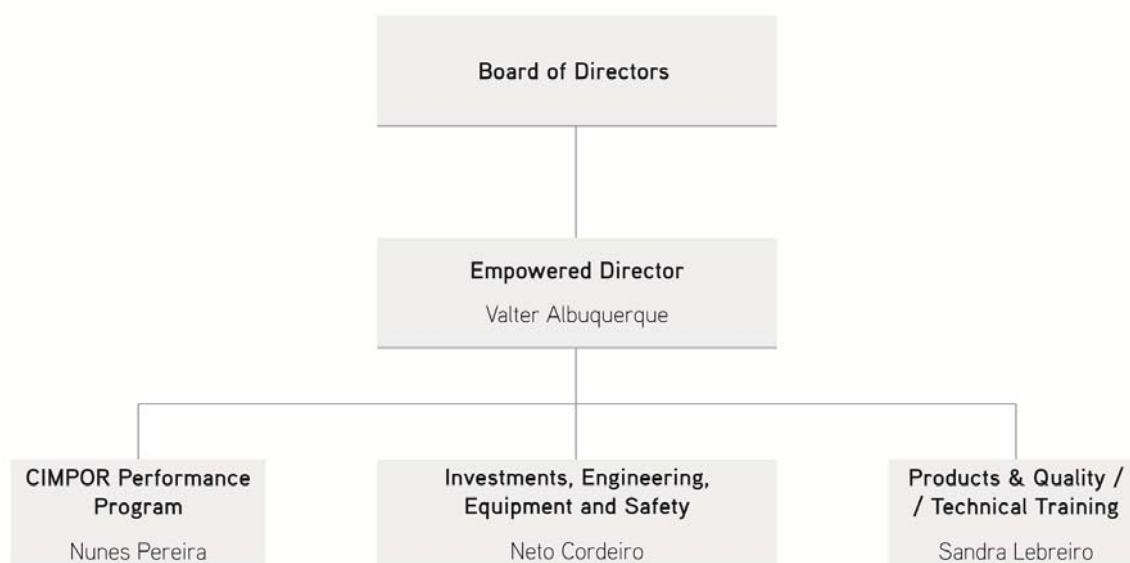 Board of Directors
Empowered Director
Valter Albuquerque
CIMPOR Performance
Program
Nunes Pereira
Investments, Engineering,
Equipment and Safety
Neto Cordeiro
Products & Quality /
/ Technical Training
Sandra Lebreiro